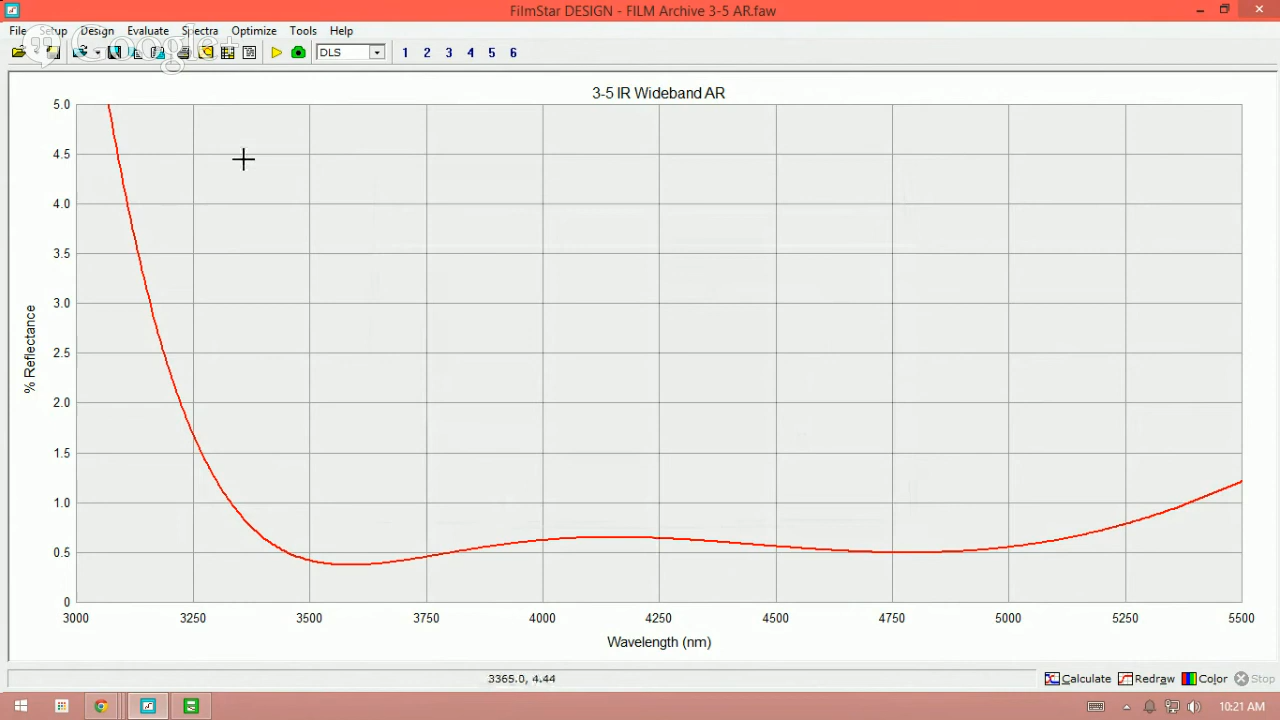 FilmStar DESIGN - FILM Archive 3-5 AR.faw
File Setup Design Evaluate Spectra Optimize Tools Help
Google+
DLS 1 2 3 4 5 6
3-5 IR Wideband AR
5.0
4.5
4.0
3.5
3.0
2.5
2.0
1.5
1.0
0.5
0
% Reflectance
3000 3250 3500 3750 4000 4250 4500 4750 5000 5250 5500
Wavelength (nm)
3365.0, 4.44
Calculate Redraw Color Stop
10:21 AM